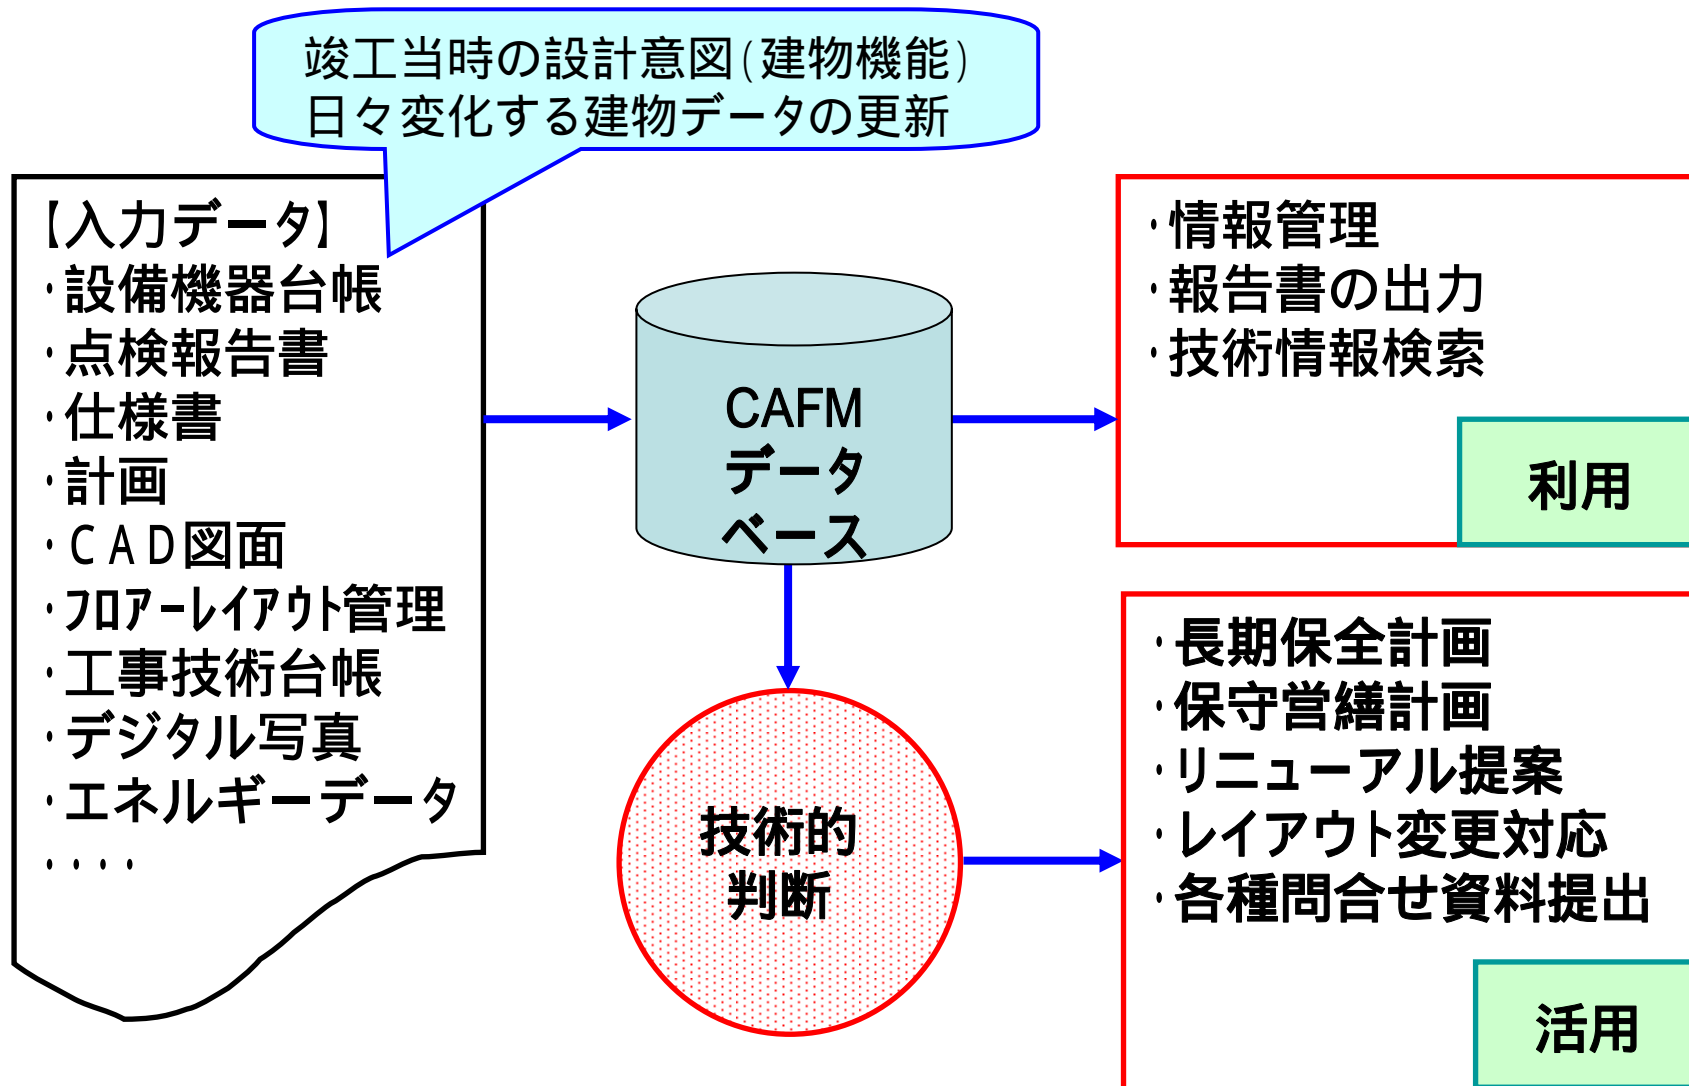 竣工当時の設計意図(建物機能)
日々変化する建物データの更新
【入力データ】
・設備機器台帳
・点検報告書
・仕様書
・計画
・ＣＡＤ図面
・ﾌﾛｱｰﾚｲｱｳﾄ管理
・工事技術台帳
・デジタル写真
・エネルギーデータ
・・・・
CAFM
データ
ベース
技術的
判断
・情報管理
・報告書の出力
・技術情報検索
利用
・長期保全計画
・保守営繕計画
・リニューアル提案
・レイアウト変更対応
・各種問合せ資料提出
活用